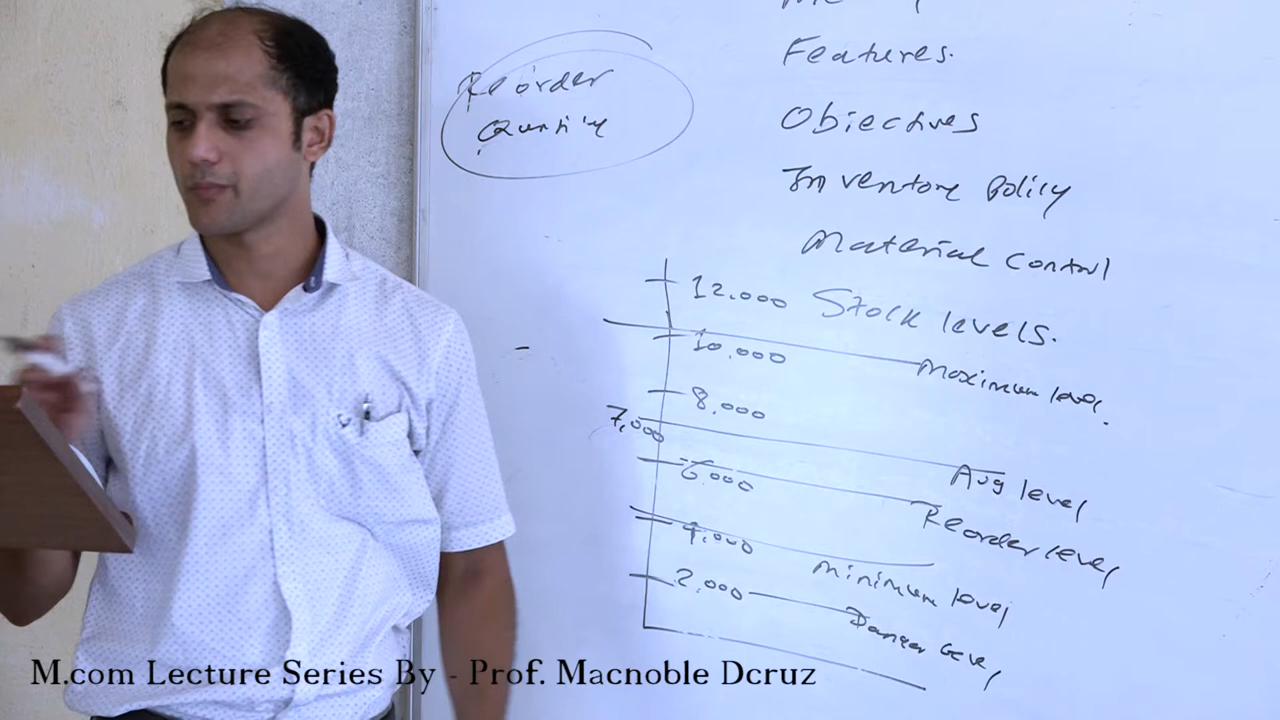 Features.
Reorder
Quantity
Objectives
Inventory Policy
Material Control
12.000 Stock levels.
10.000
Maximum level
8.000
7,000
Avg level
6.000
Reorder level
4.000
minimum level
2.000
Danger level
M.com Lecture Series By - Prof. Macnoble Dcruz